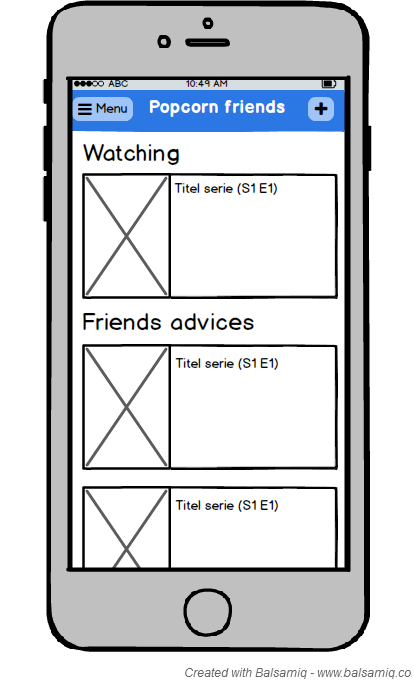 ABC 10:49 AM
Menu Popcorn friends +
Watching
Titel serie (S1 E1)
Friends advices
Titel serie (S1 E1)
Titel serie (S1 E1)
Created with Balsamiq - www.balsamiq.co